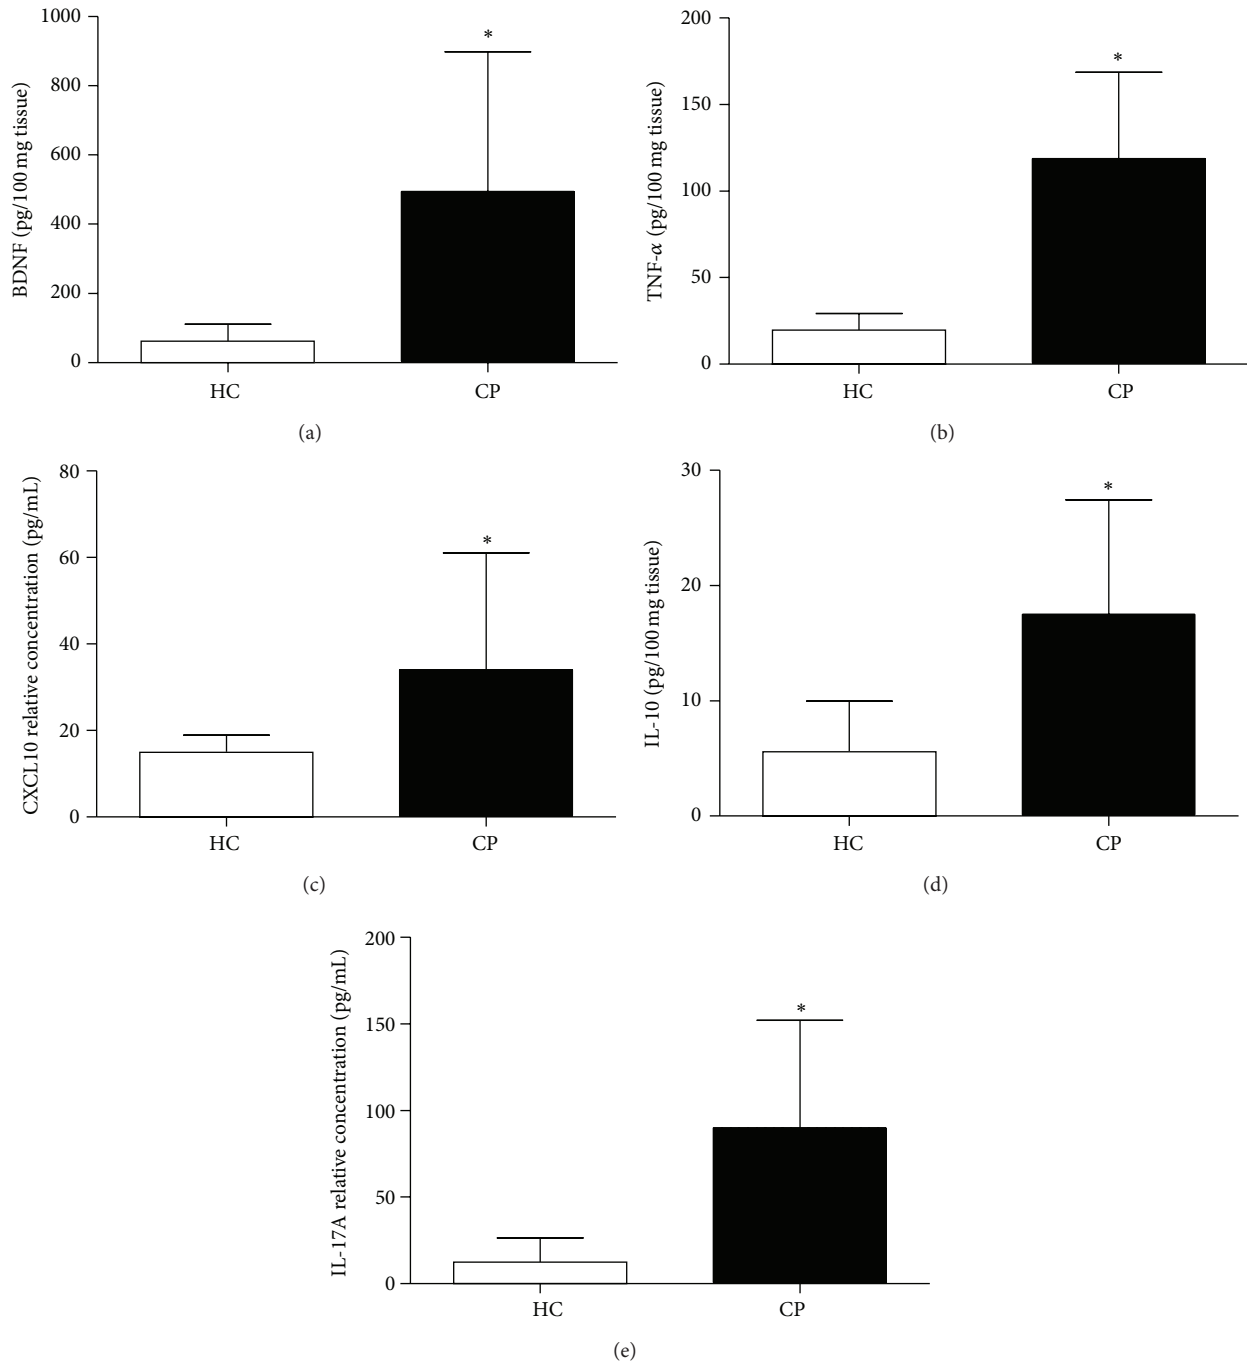 BDNF (pg/100 mg tissue)
1000
800
600
400
200
0
*
HC
CP
(a)
TNF-α (pg/100 mg tissue)
200
150
100
50
0
*
HC
CP
(b)
CXCL10 relative concentration (pg/mL)
80
60
40
20
0
*
HC
CP
(c)
IL-10 (pg/100 mg tissue)
30
20
10
0
*
HC
CP
(d)
IL-17A relative concentration (pg/mL)
200
150
100
50
0
*
HC
CP
(e)